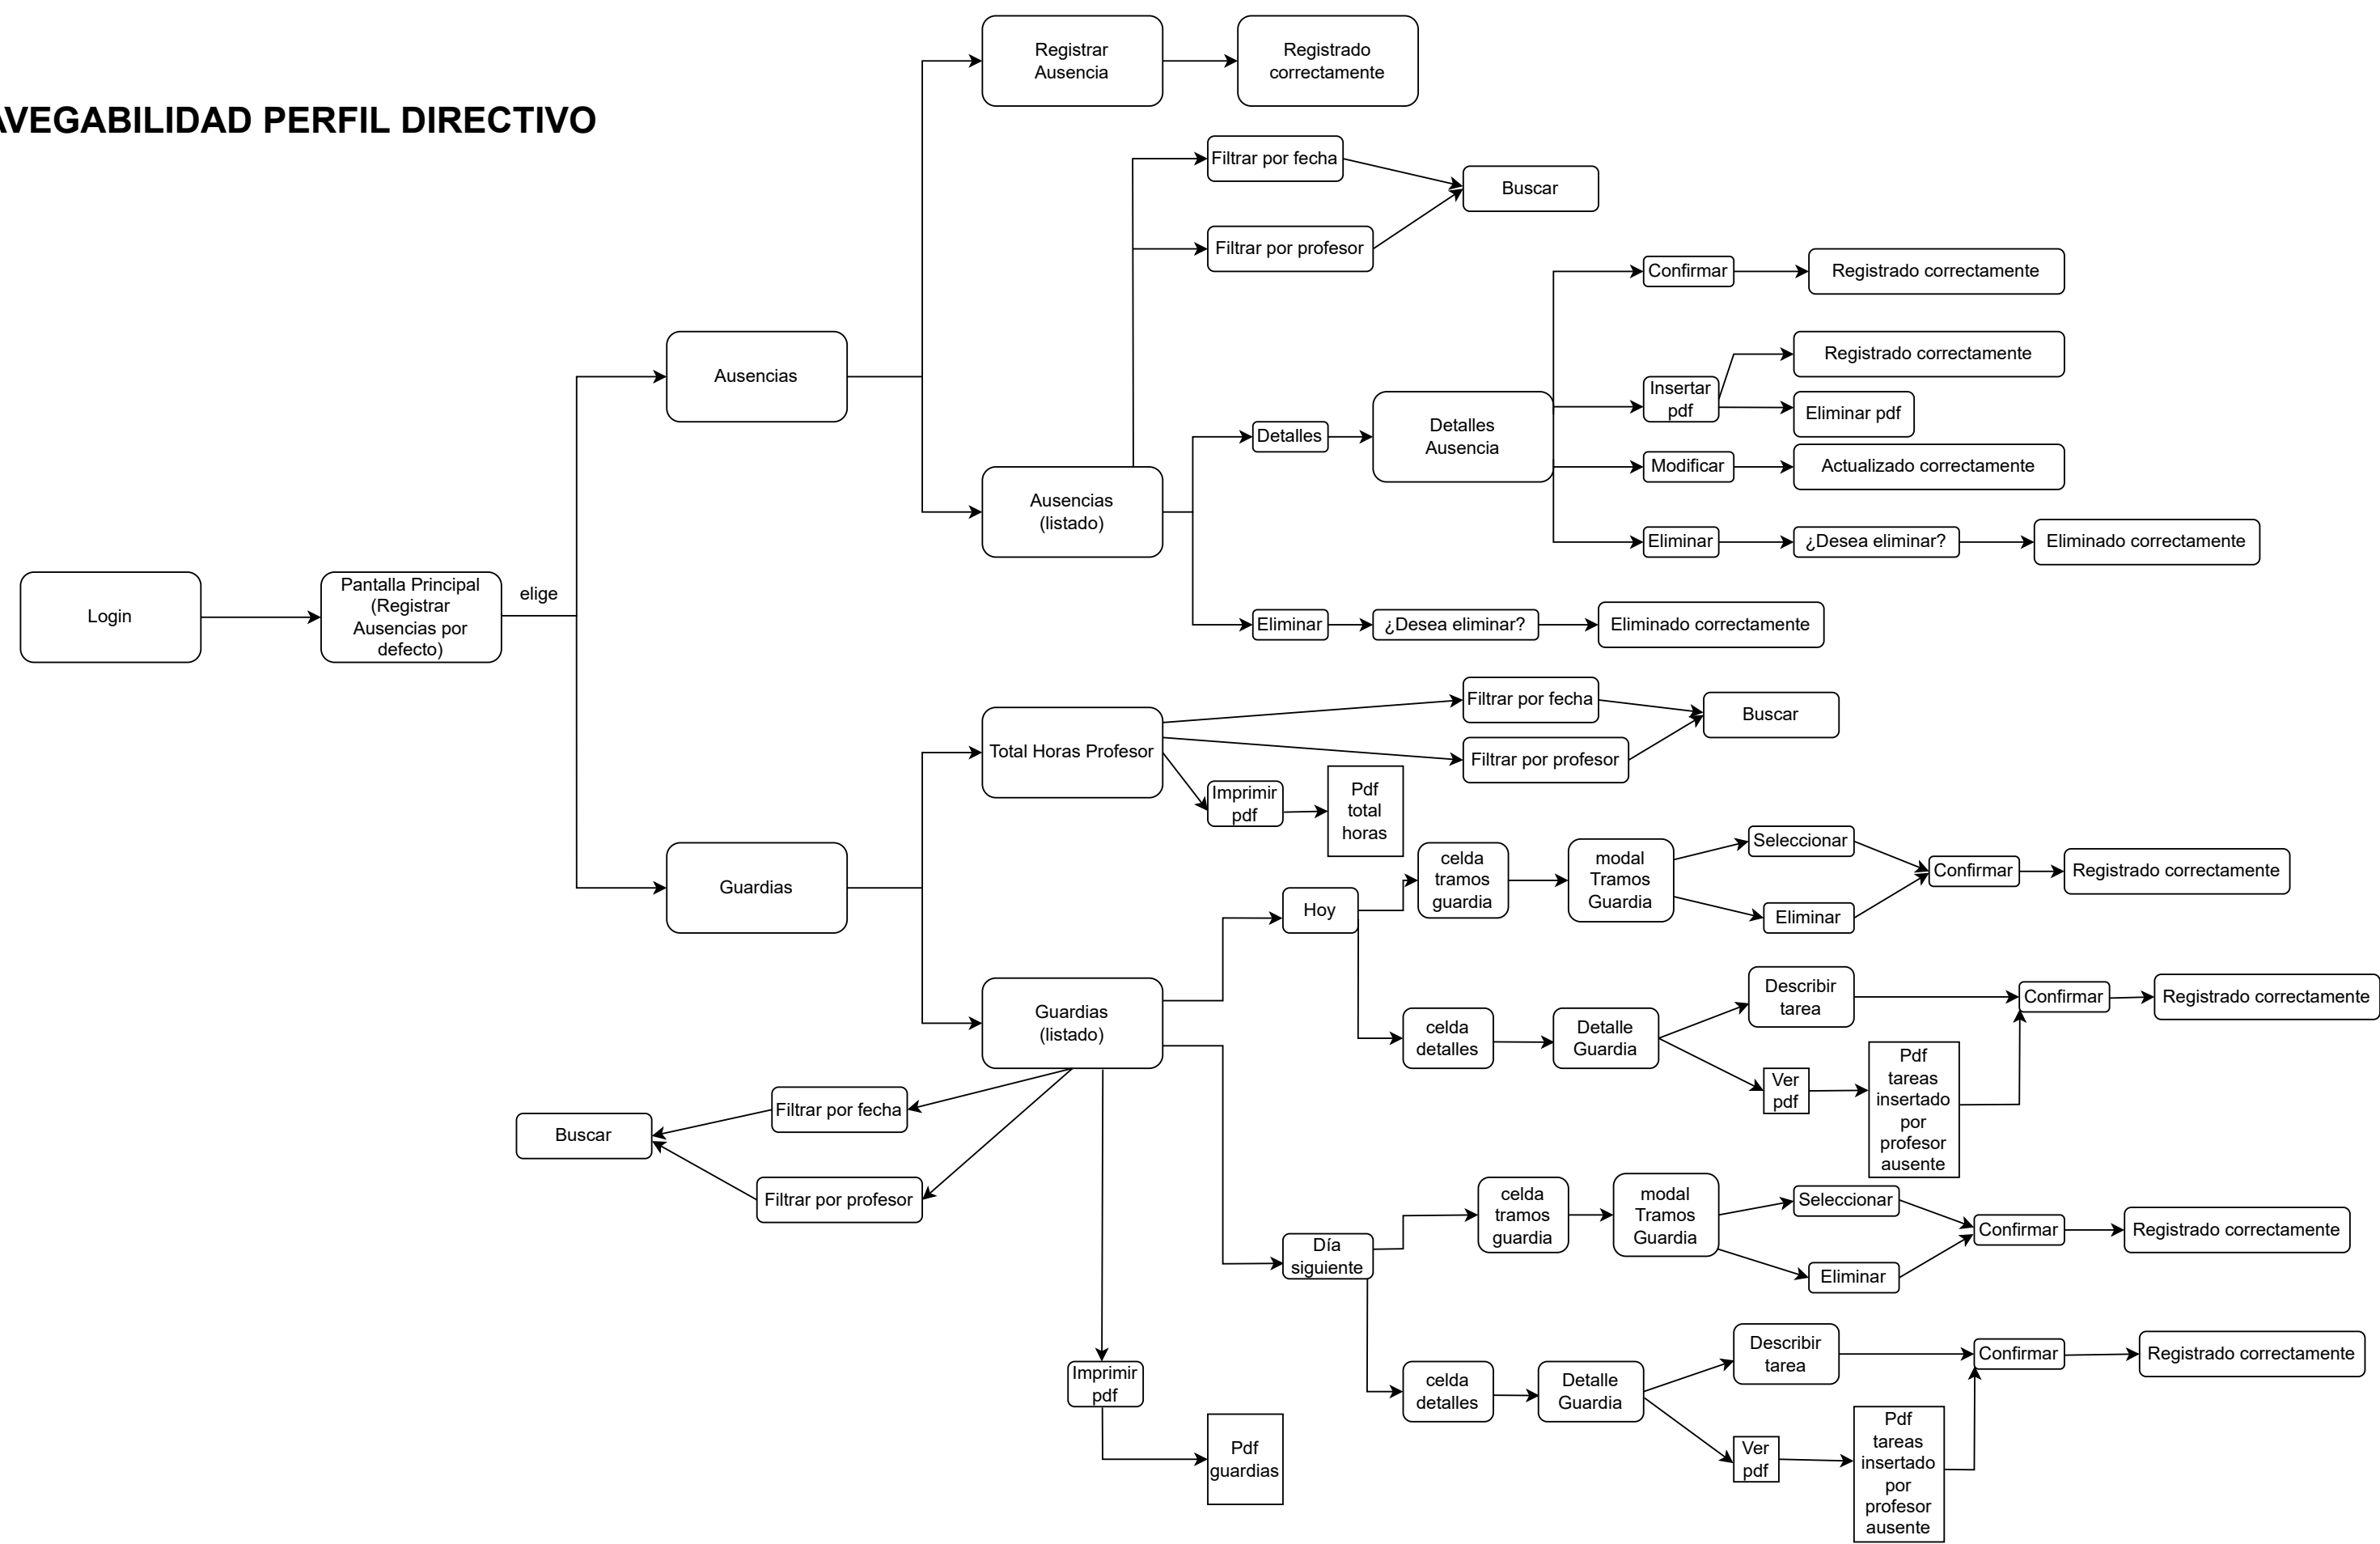 Registrar
Ausencia
Registrado
correctamente
AVEGABILIDAD PERFIL DIRECTIVO
Filtrar por fecha
Buscar
Filtrar por profesor
Confirmar
Registrado correctamente
Ausencias
Registrado correctamente
Insertar
pdf
Eliminar pdf
Detalles
Detalles
Ausencia
Modificar
Actualizado correctamente
Ausencias
(listado)
Eliminar
¿Desea eliminar?
Eliminado correctamente
Login
Pantalla Principal
(Registrar
Ausencias por
defecto)
elige
Eliminar
¿Desea eliminar?
Eliminado correctamente
Total Horas Profesor
Filtrar por fecha
Buscar
Filtrar por profesor
Imprimir
pdf
Pdf
total
horas
Guardias
Hoy
celda
tramos
guardia
modal
Tramos
Guardia
Seleccionar
Eliminar
Confirmar
Registrado correctamente
Guardias
(listado)
celda
detalles
Detalle
Guardia
Describir
tarea
Confirmar
Registrado correctamente
Ver
pdf
Pdf
tareas
insertado
por
profesor
ausente
Filtrar por fecha
Buscar
Filtrar por profesor
Día
siguiente
celda
tramos
guardia
modal
Tramos
Guardia
Seleccionar
Eliminar
Confirmar
Registrado correctamente
Imprimir
pdf
Pdf
guardias
celda
detalles
Detalle
Guardia
Describir
tarea
Confirmar
Registrado correctamente
Ver
pdf
Pdf
tareas
insertado
por
profesor
ausente